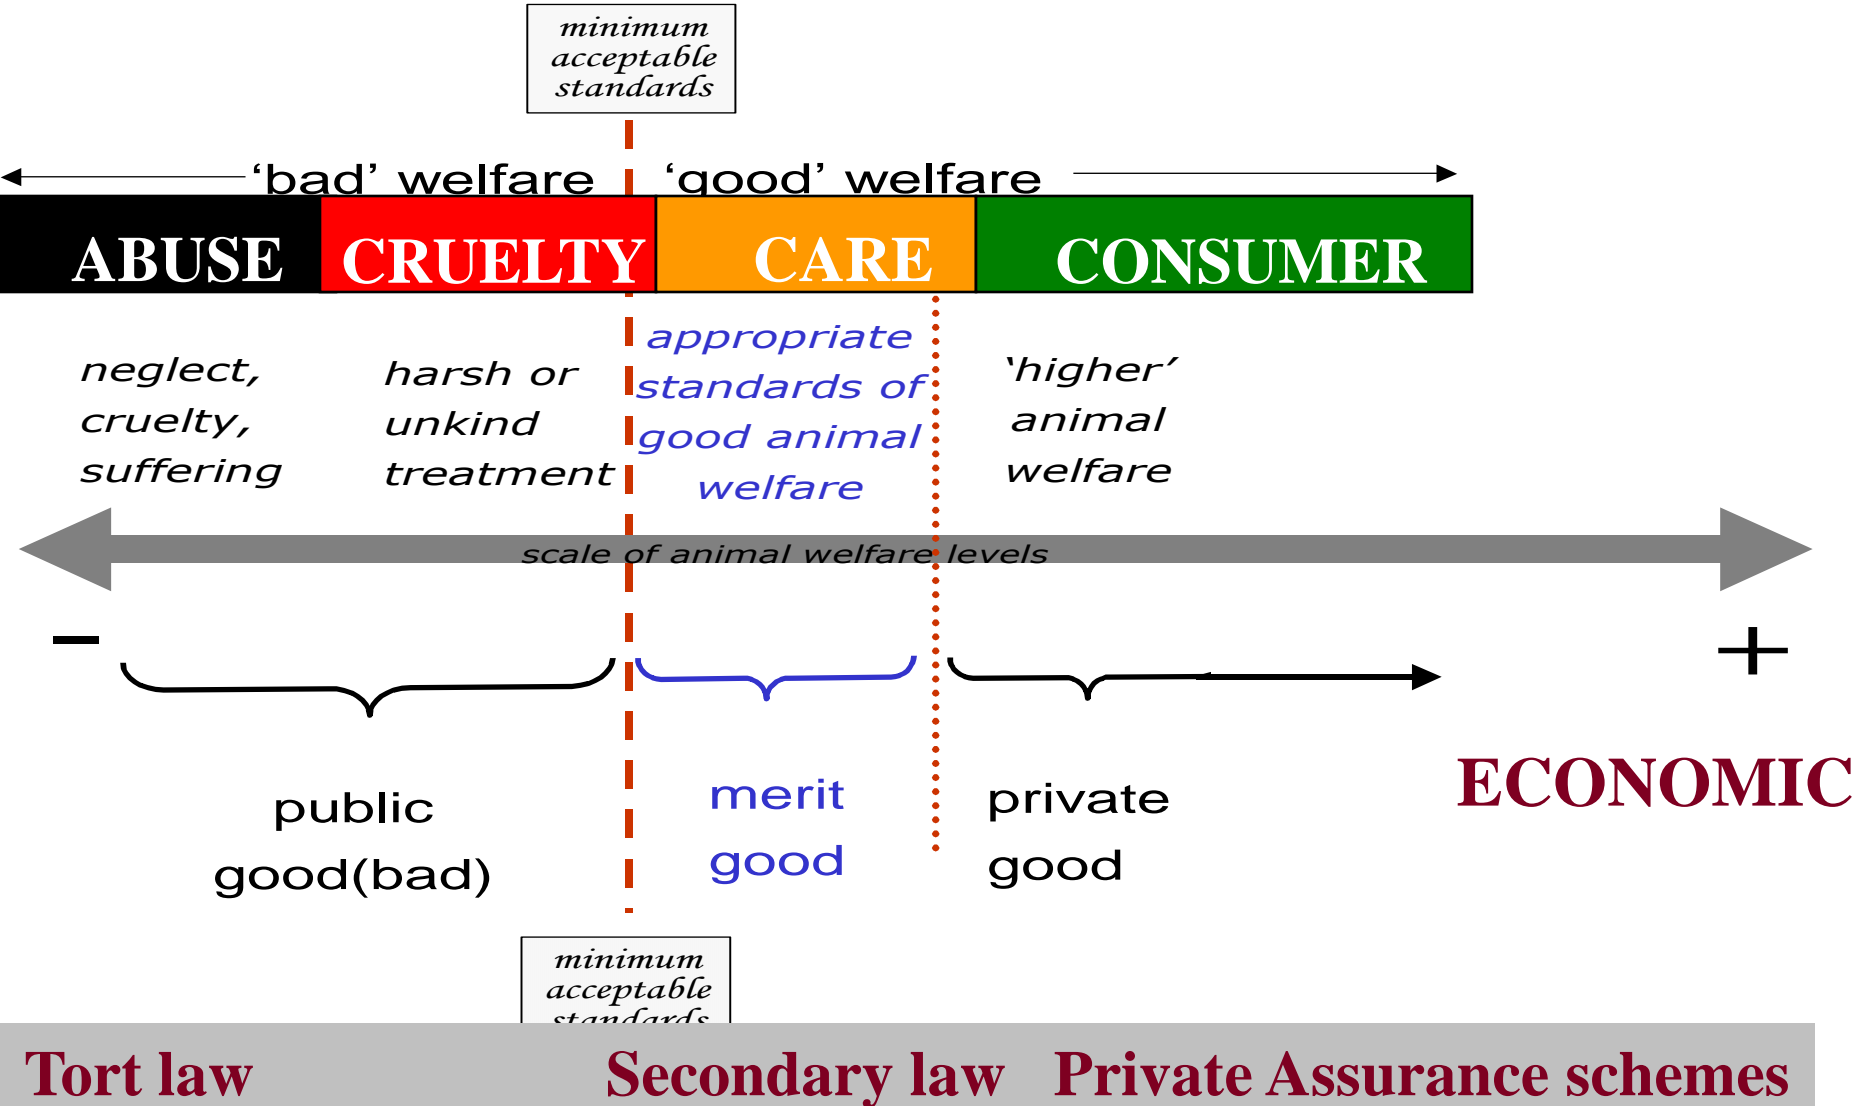 minimum
acceptable
standards
‘bad’ welfare
‘good’ welfare
ABUSE
CRUELTY
CARE
CONSUMER
neglect,
cruelty,
suffering
harsh or
unkind
treatment
appropriate
standards of
good animal
welfare
‘higher’
animal
welfare
scale of animal welfare levels
–
+
public
good(bad)
merit
good
private
good
ECONOMIC
minimum
acceptable
standards
Tort law
Secondary law
Private Assurance schemes